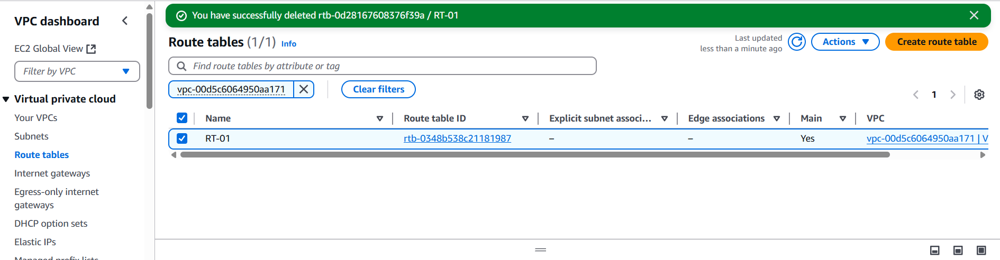 You have successfully deleted rtb-0d28167608376f39a / RT-01
VPC dashboard
EC2 Global View
Filter by VPC
Virtual private cloud
Your VPCs
Subnets
Route tables
Internet gateways
Egress-only internet
gateways
DHCP option sets
Elastic IPs
Managed prefix lists
Route tables (1/1) Info
Last updated
less than a minute ago
Actions
Create route table
Find route tables by attribute or tag
vpc-00d5c6064950aa171
Clear filters
1
Name Route table ID Explicit subnet associ... Edge associations Main VPC
RT-01 rtb-0348b538c21181987 – – Yes vpc-00d5c6064950aa171 | V